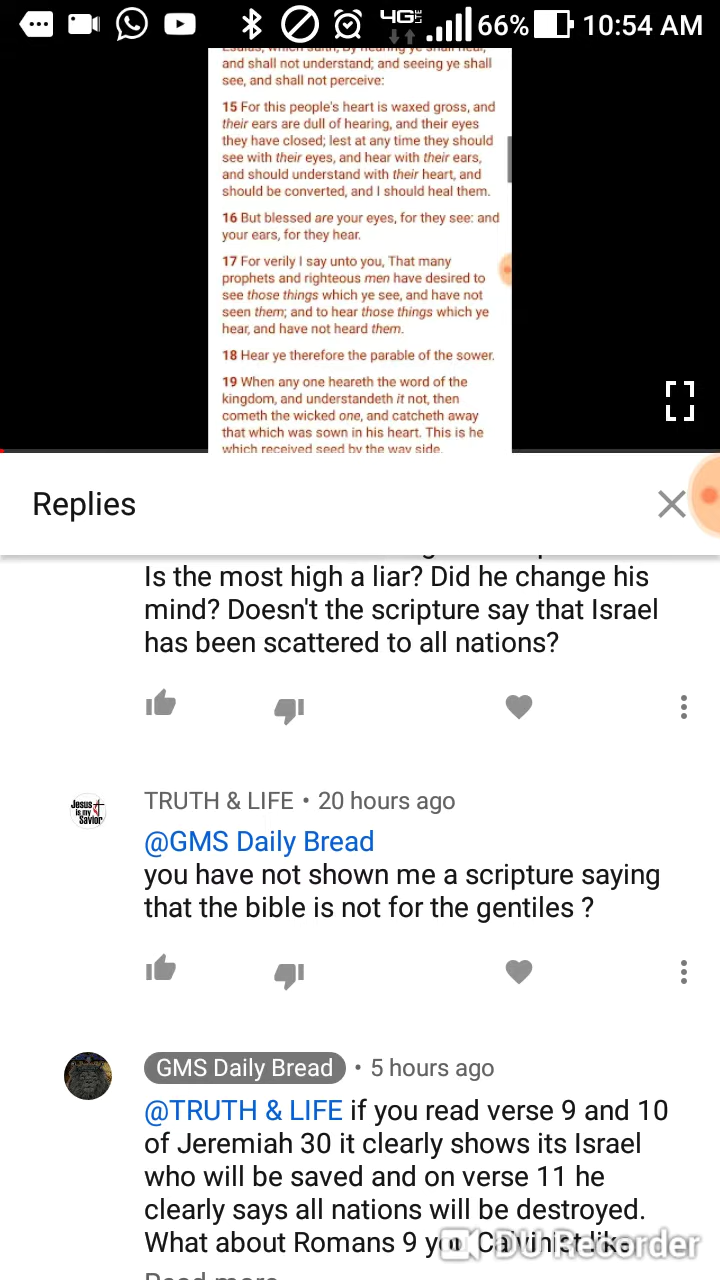 4G LTE 66% 10:54 AM
and shall not understand; and seeing ye shall
see, and shall not perceive:
15 For this people's heart is waxed gross, and
their ears are dull of hearing, and their eyes
they have closed; lest at any time they should
see with their eyes, and hear with their ears,
and should understand with their heart, and
should be converted, and I should heal them.
16 But blessed are your eyes, for they see: and
your ears, for they hear.
17 For verily I say unto you, That many
prophets and righteous men have desired to
see those things which ye see, and have not
seen them; and to hear those things which ye
hear, and have not heard them.
18 Hear ye therefore the parable of the sower.
19 When any one heareth the word of the
kingdom, and understandeth it not, then
cometh the wicked one, and catcheth away
that which was sown in his heart. This is he
which received seed by the way side.
Replies
Is the most high a liar? Did he change his
mind? Doesn't the scripture say that Israel
has been scattered to all nations?
Jesus
is my
Savior
TRUTH & LIFE • 20 hours ago
@GMS Daily Bread
you have not shown me a scripture saying
that the bible is not for the gentiles ?
GMS Daily Bread • 5 hours ago
@TRUTH & LIFE if you read verse 9 and 10
of Jeremiah 30 it clearly shows its Israel
who will be saved and on verse 11 he
clearly says all nations will be destroyed.
What about Romans 9 you Calvinist like
DU Recorder
Read more